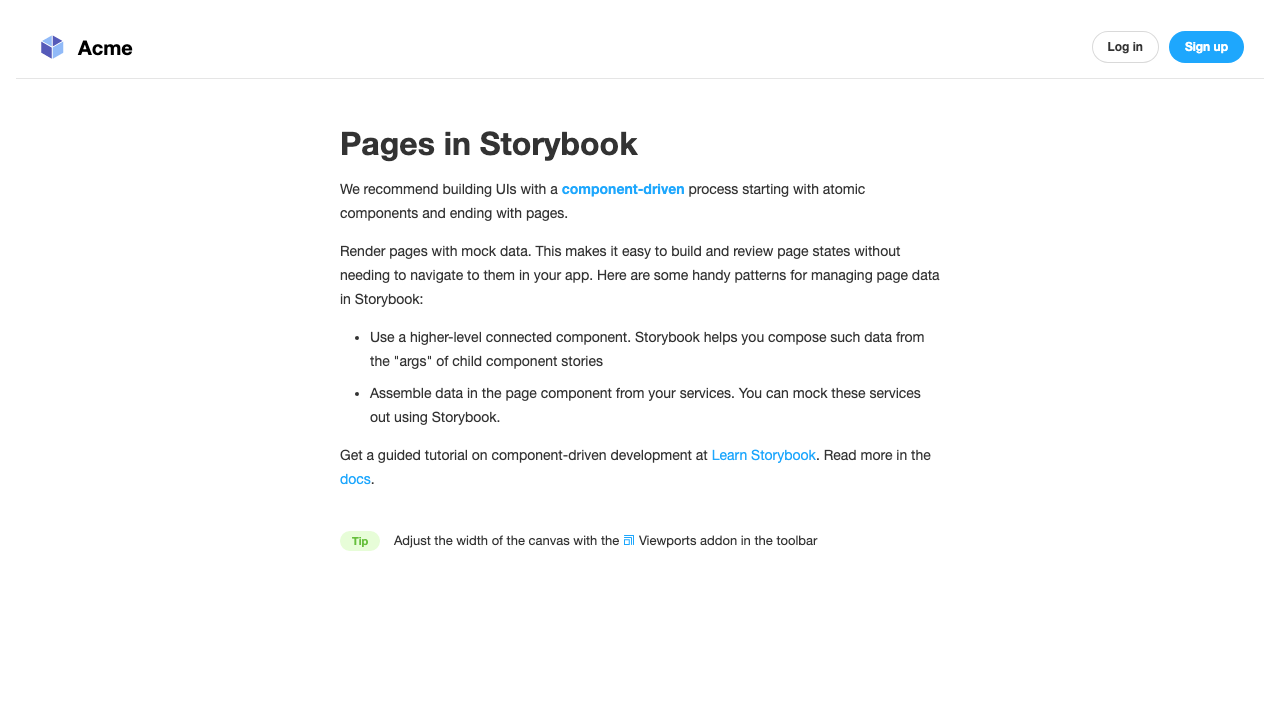 Acme
Log in
Sign up
Pages in Storybook
We recommend building UIs with a component-driven process starting with atomic
components and ending with pages.
Render pages with mock data. This makes it easy to build and review page states without
needing to navigate to them in your app. Here are some handy patterns for managing page data
in Storybook:
• Use a higher-level connected component. Storybook helps you compose such data from
the "args" of child component stories
• Assemble data in the page component from your services. You can mock these services
out using Storybook.
Get a guided tutorial on component-driven development at Learn Storybook. Read more in the
docs.
Tip
Adjust the width of the canvas with the Viewports addon in the toolbar